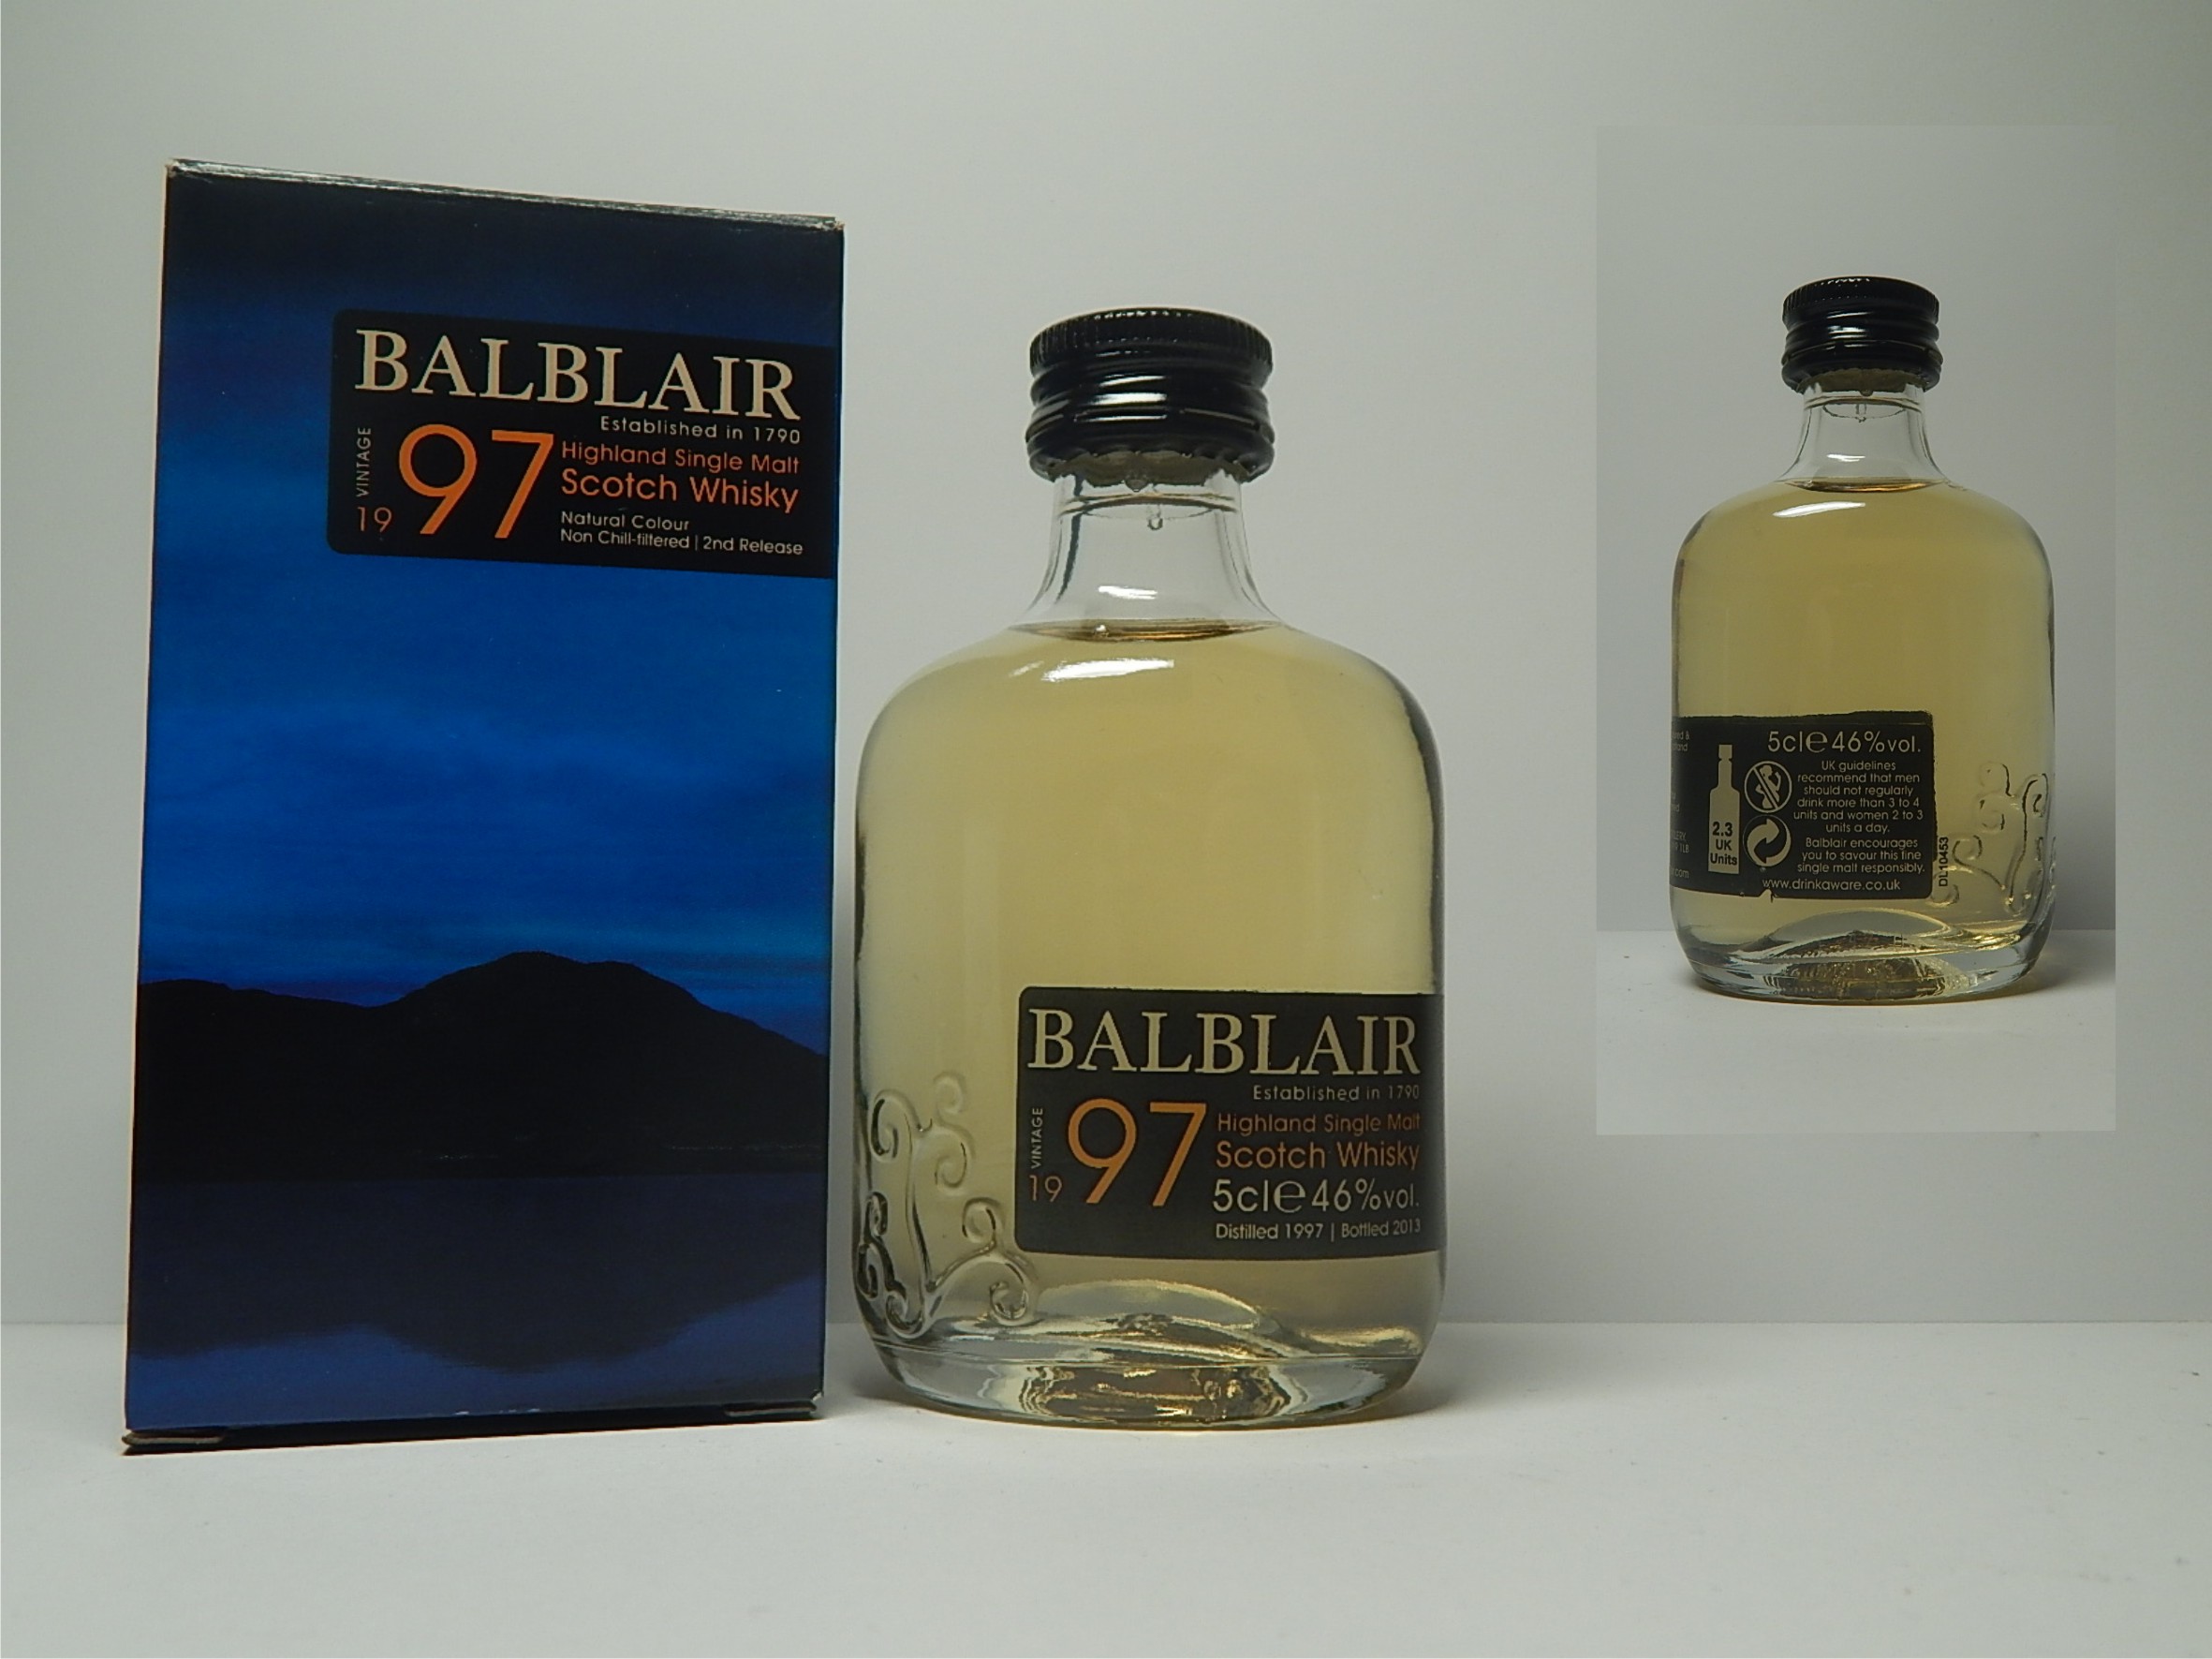 BALBLAIR
Established in 1790
VINTAGE
19 97
Highland Single Malt
Scotch Whisky
Natural Colour
Non Chill-filtered | 2nd Release
BALBLAIR
Established in 1790
VINTAGE
19 97
Highland Single Malt
Scotch Whisky
5cl e 46%vol.
Distilled 1997 | Bottled 2013
5cl e 46%vol.
UK guidelines
recommend that men
should not regularly
drink more than 3 to 4
units and women 2 to 3
units a day.
Balblair encourages
you to savour this fine
single malt responsibly.
www.drinkaware.co.uk
2.3
UK
Units
DL10453